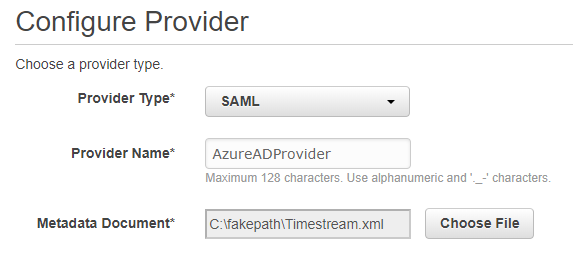 Configure Provider
Choose a provider type.
Provider Type* SAML
Provider Name* AzureADProvider
Maximum 128 characters. Use alphanumeric and '._-' characters.
Metadata Document* C:\fakepath\Timestream.xml Choose File